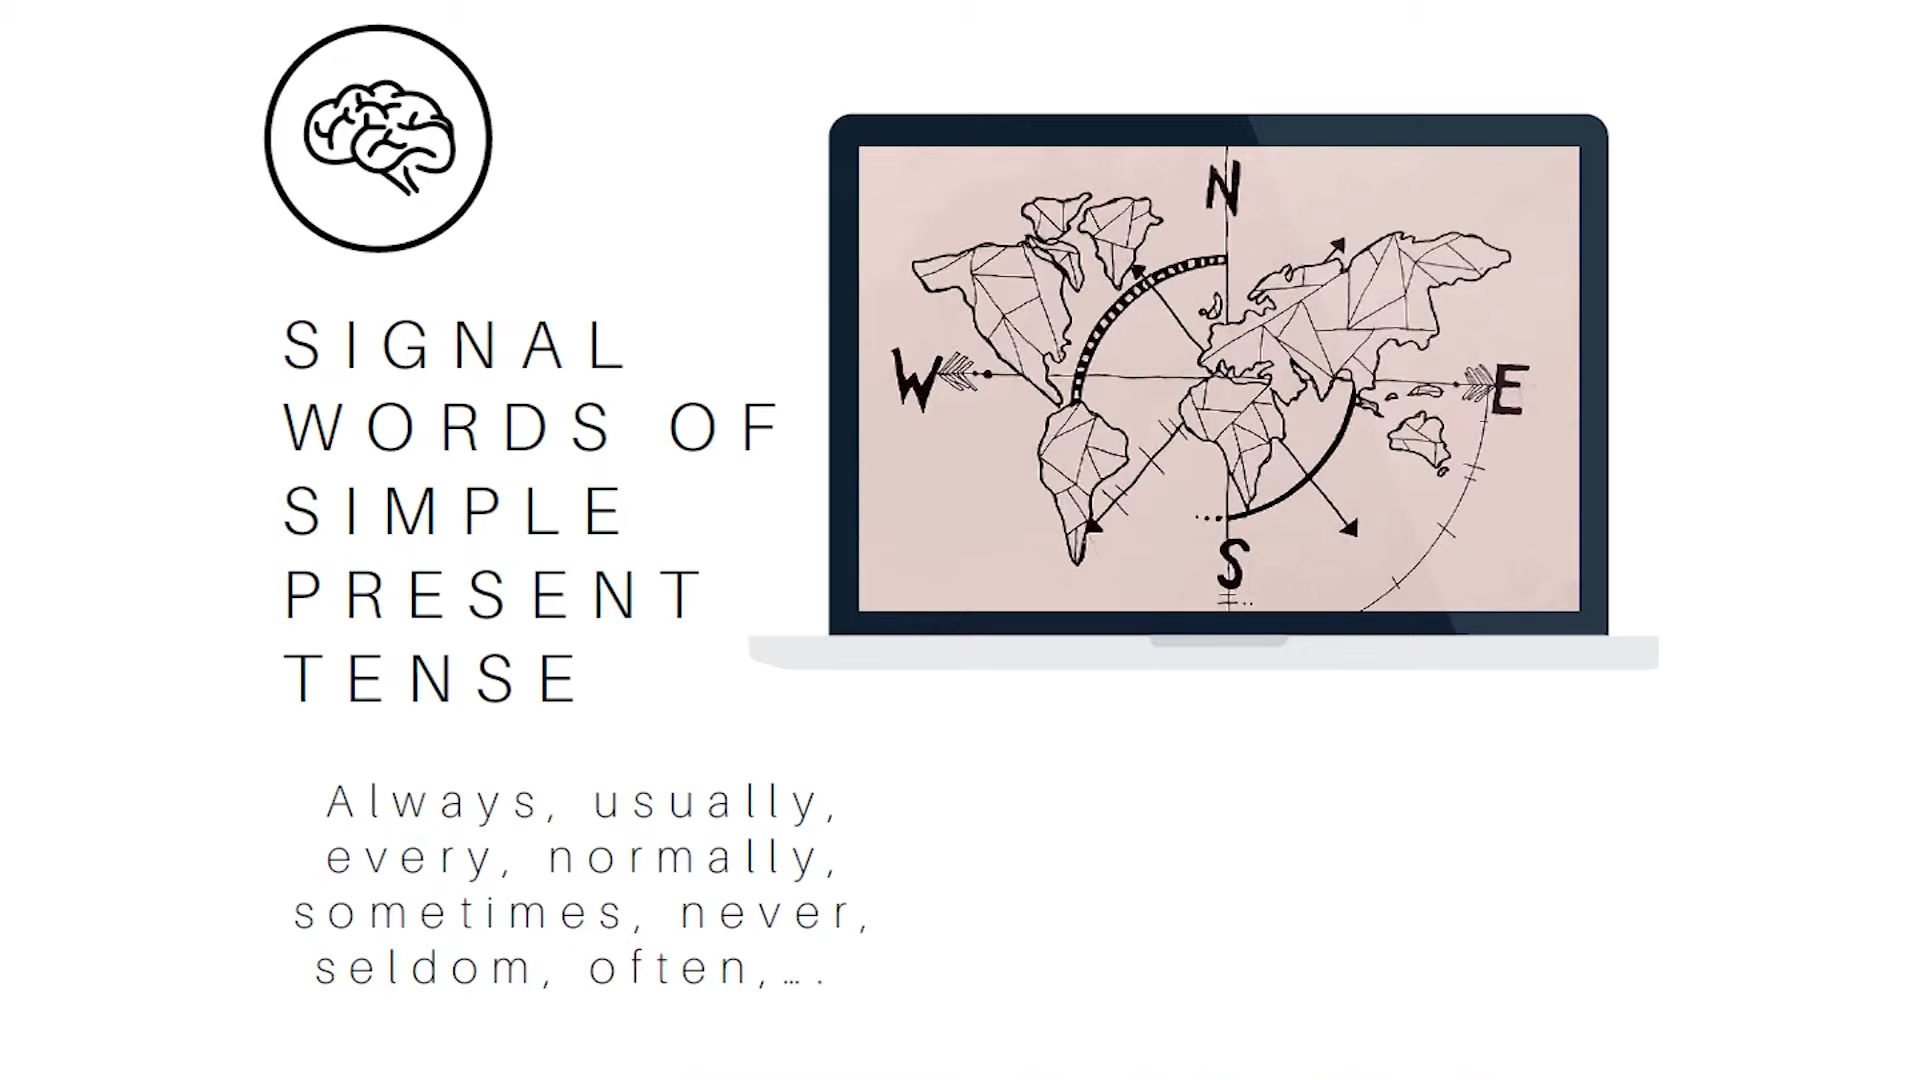 SIGNAL
WORDS OF
SIMPLE
PRESENT
TENSE
Always, usually,
every, normally,
sometimes, never,
seldom, often,... .
N
W
E
S